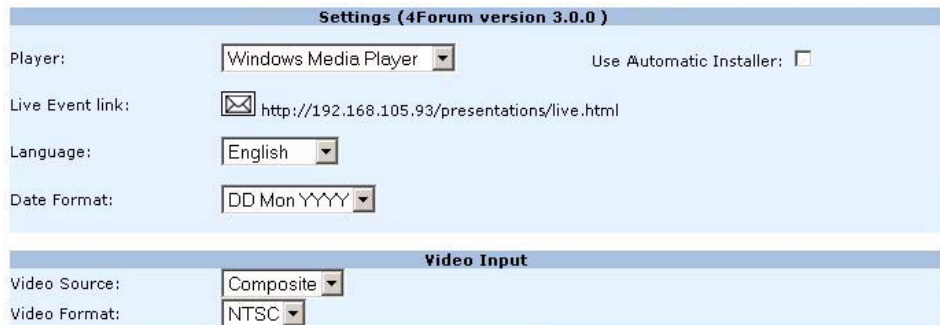 Settings (4Forum version 3.0.0 )
Player: Windows Media Player Use Automatic Installer:
Live Event link: http://192.168.105.93/presentations/live.html
Language: English
Date Format: DD Mon YYYY
Video Input
Video Source: Composite
Video Format: NTSC